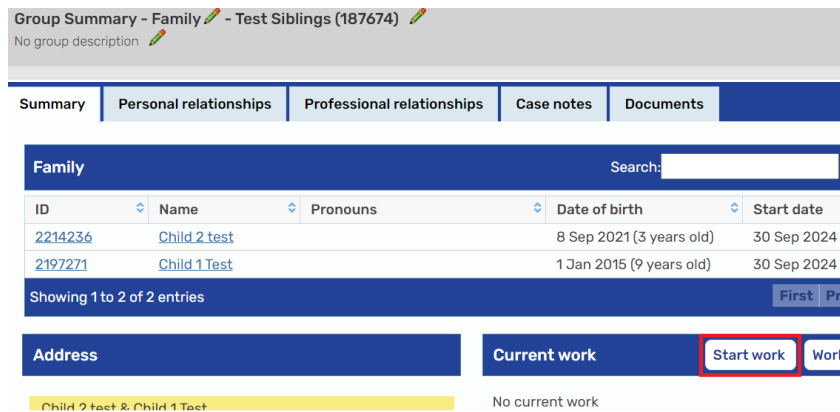 Group Summary - Family - Test Siblings (187674)
No group description
Summary Personal relationships Professional relationships Case notes Documents
Family Search:
ID Name Pronouns Date of birth Start date
2214236 Child 2 test 8 Sep 2021 (3 years old) 30 Sep 2024
2197271 Child 1 Test 1 Jan 2015 (9 years old) 30 Sep 2024
Showing 1 to 2 of 2 entries First
Address Current work Start work
Child 2 test & Child 1 Test No current work